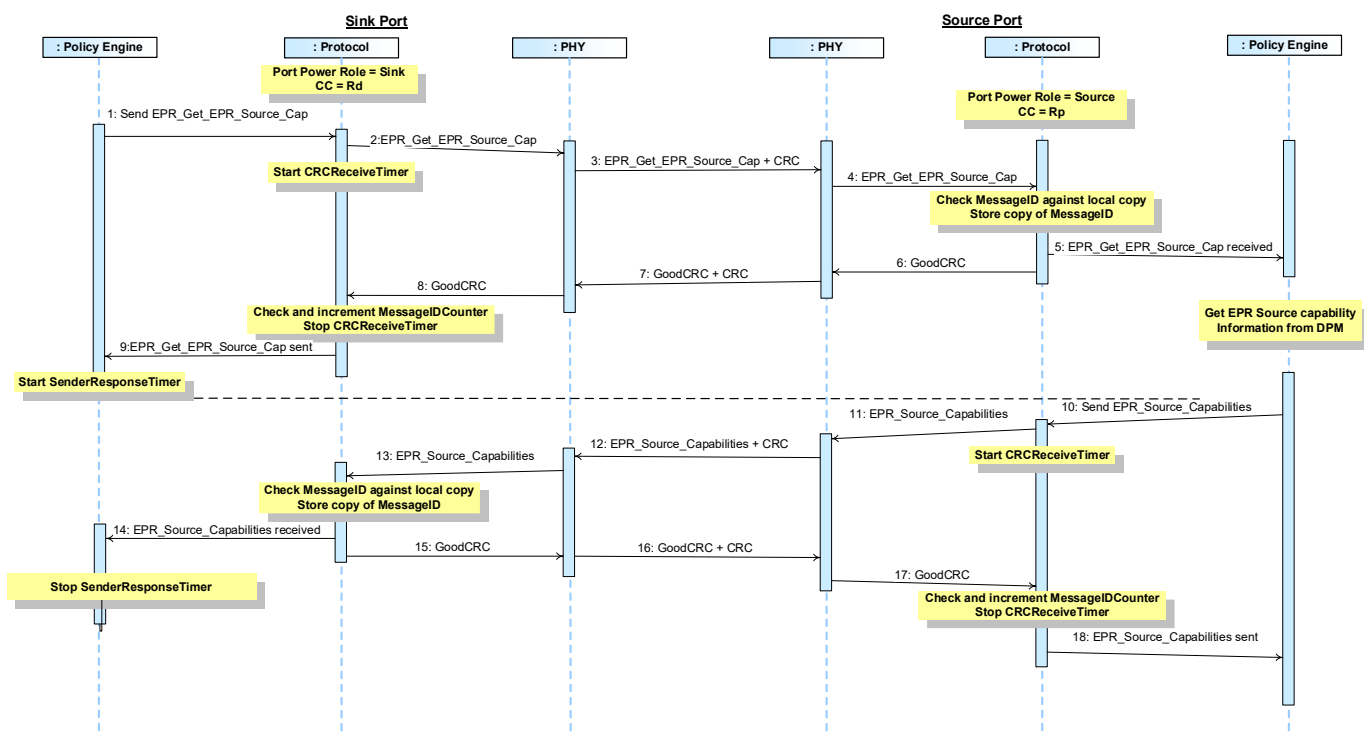 Sink Port
Source Port
: Policy Engine
: Protocol
: PHY
: PHY
: Protocol
: Policy Engine
Port Power Role = Sink
CC = Rd
Port Power Role = Source
CC = Rp
1: Send EPR_Get_EPR_Source_Cap
2:EPR_Get_EPR_Source_Cap
Start CRCReceiveTimer
3: EPR_Get_EPR_Source_Cap + CRC
4: EPR_Get_EPR_Source_Cap
Check MessageID against local copy
Store copy of MessageID
5: EPR_Get_EPR_Source_Cap received
6: GoodCRC
7: GoodCRC + CRC
8: GoodCRC
Check and increment MessageIDCounter
Stop CRCReceiveTimer
Get EPR Source capability
Information from DPM
9:EPR_Get_EPR_Source_Cap sent
Start SenderResponseTimer
10: Send EPR_Source_Capabilities
11: EPR_Source_Capabilities
Start CRCReceiveTimer
12: EPR_Source_Capabilities + CRC
13: EPR_Source_Capabilities
Check MessageID against local copy
Store copy of MessageID
14: EPR_Source_Capabilities received
15: GoodCRC
16: GoodCRC + CRC
17: GoodCRC
Stop SenderResponseTimer
Check and increment MessageIDCounter
Stop CRCReceiveTimer
18: EPR_Source_Capabilities sent